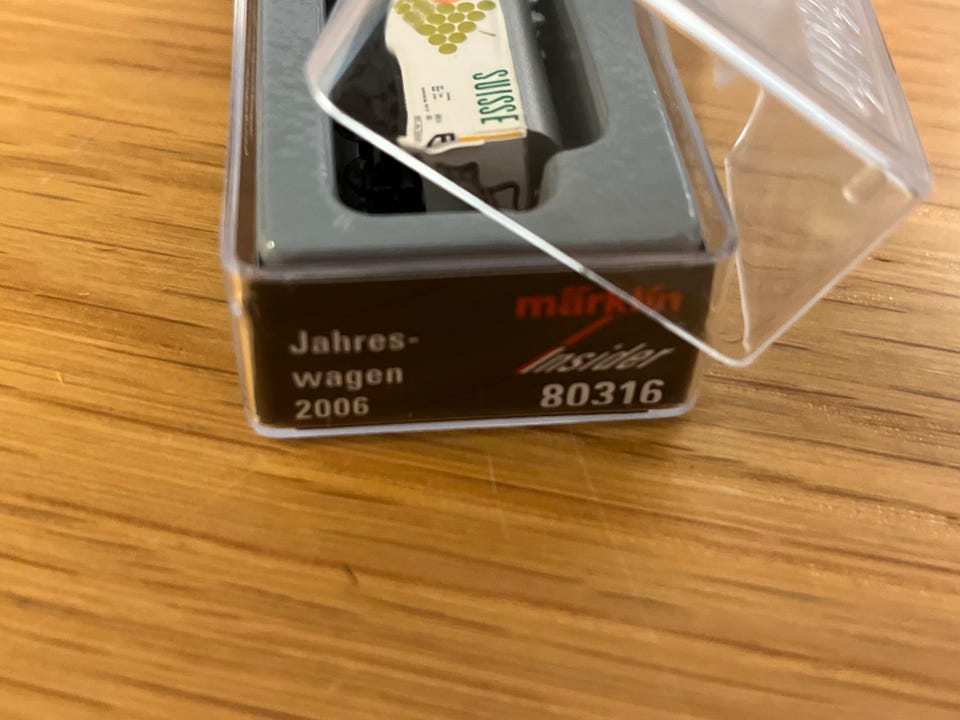 SUISSE
märklin
Insider
80316
Jahres-
wagen
2006